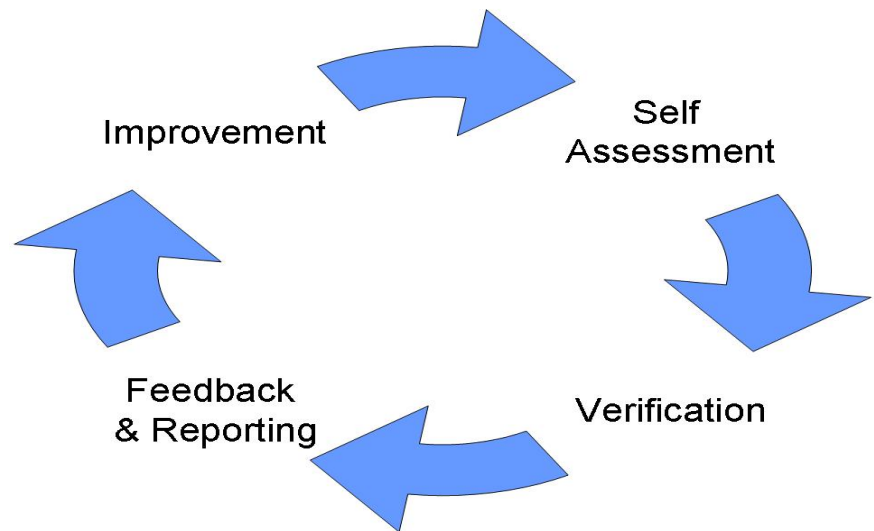 Improvement
Self
Assessment
Feedback
& Reporting
Verification